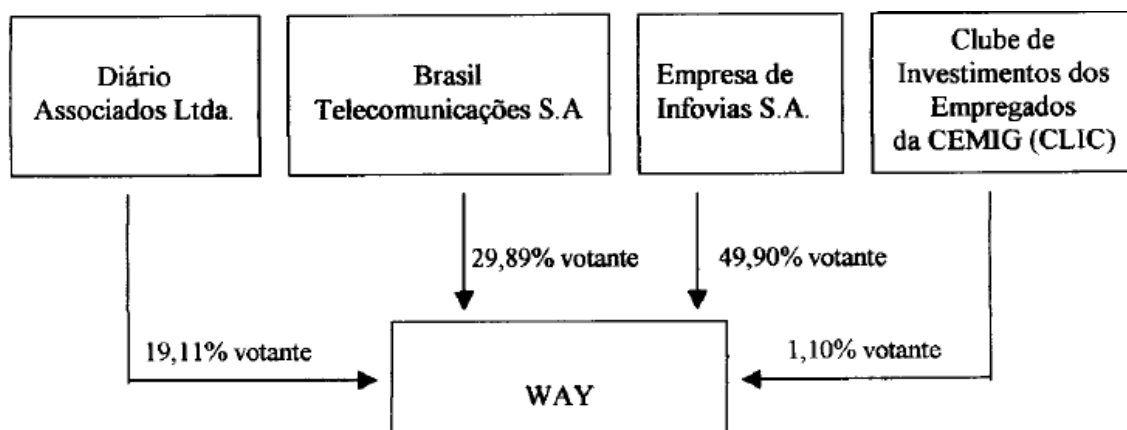 Diário
Associados Ltda.
Brasil
Telecomunicações S.A
Empresa de
Infovias S.A.
Clube de
Investimentos dos
Empregados
da CEMIG (CLIC)
29,89% votante
49,90% votante
19,11% votante
1,10% votante
WAY